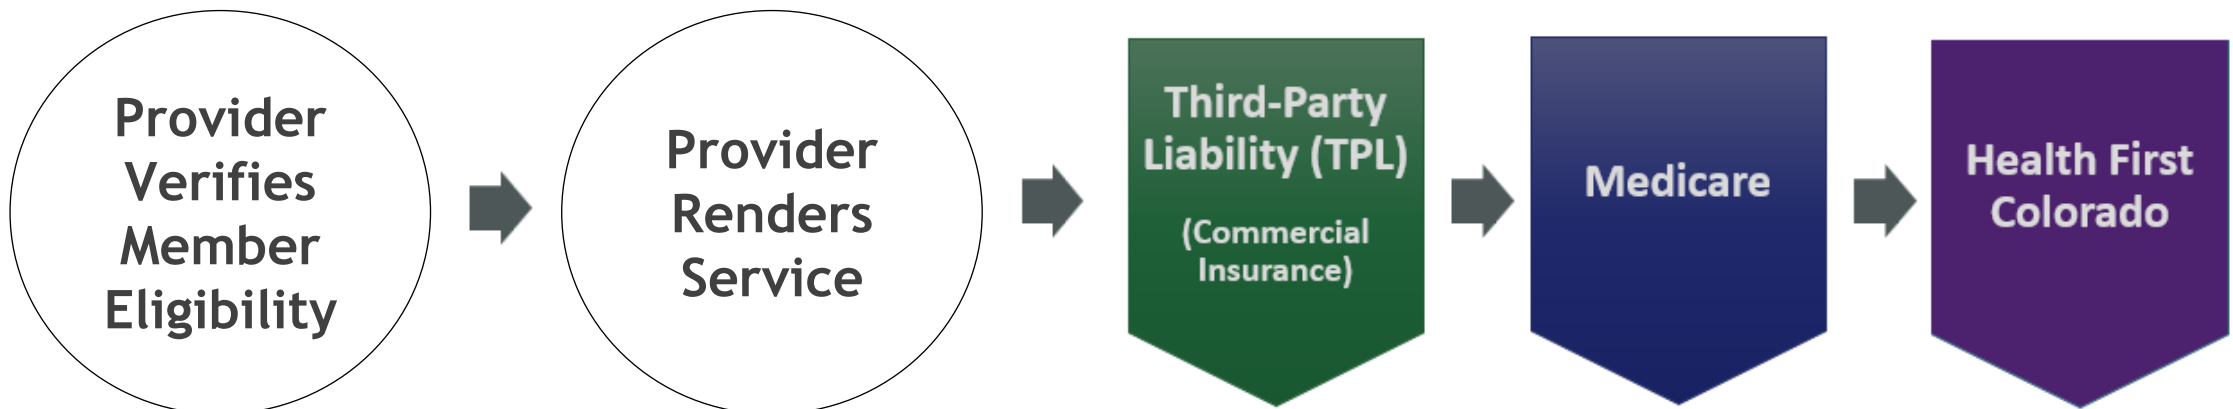 Provider
Verifies
Member
Eligibility
Provider
Renders
Service
Third-Party
Liability (TPL)
(Commercial
Insurance)
Medicare
Health First
Colorado